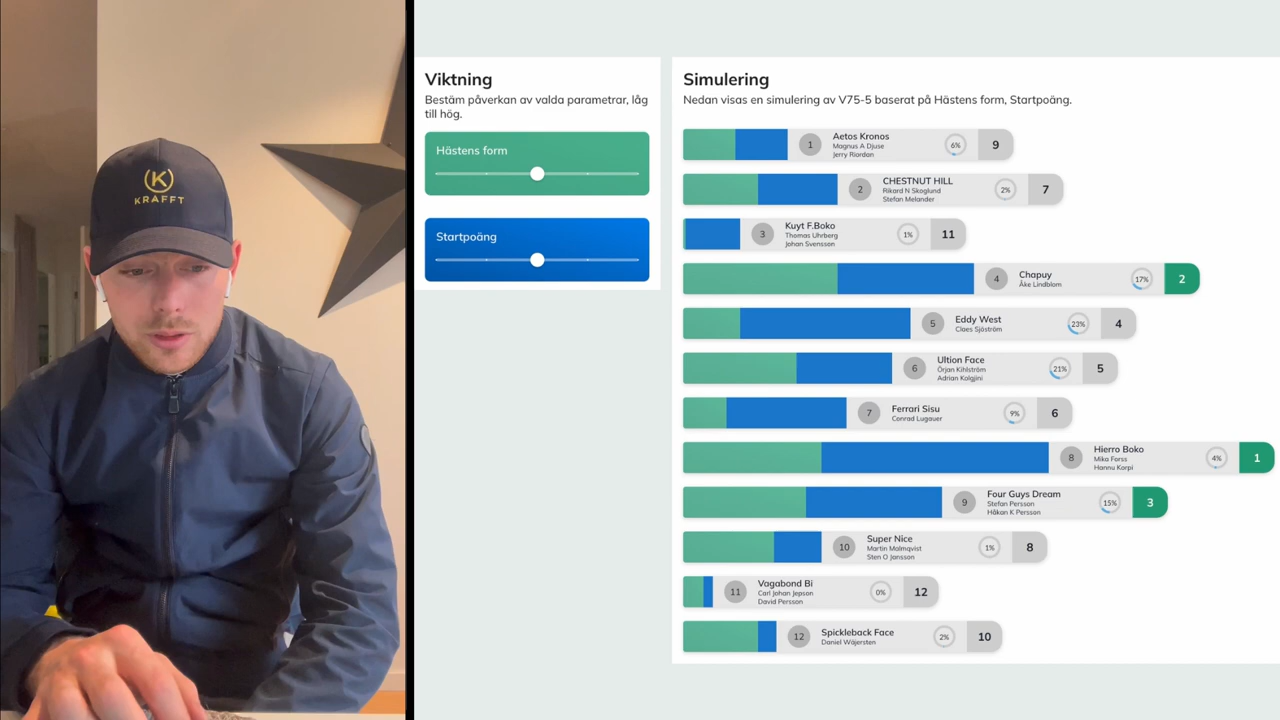 KRAFFT
Viktning
Bestäm påverkan av valda parametrar, låg
till hög.
Hästens form
Startpoäng
Simulering
Nedan visas en simulering av V75-5 baserat på Hästens form, Startpoäng.
1
Aetos Kronos
Magnus A Djuse
Jerry Riordan
6%
9
2
CHESTNUT HILL
Rikard N Skoglund
Stefan Melander
2%
7
3
Kuyt F.Boko
Thomas Uhrberg
Johan Svensson
1%
11
4
Chapuy
Åke Lindblom
17%
2
5
Eddy West
Claes Sjöström
23%
4
6
Ultion Face
Örjan Kihlström
Adrian Kolgjini
21%
5
7
Ferrari Sisu
Conrad Lugauer
9%
6
8
Hierro Boko
Mika Forss
Hannu Korpi
4%
1
9
Four Guys Dream
Stefan Persson
Håkan K Persson
15%
3
10
Super Nice
Martin Malmqvist
Sten O Jansson
1%
8
11
Vagabond Bi
Carl Johan Jepson
David Persson
0%
12
12
Spickleback Face
Daniel Wäjersten
2%
10